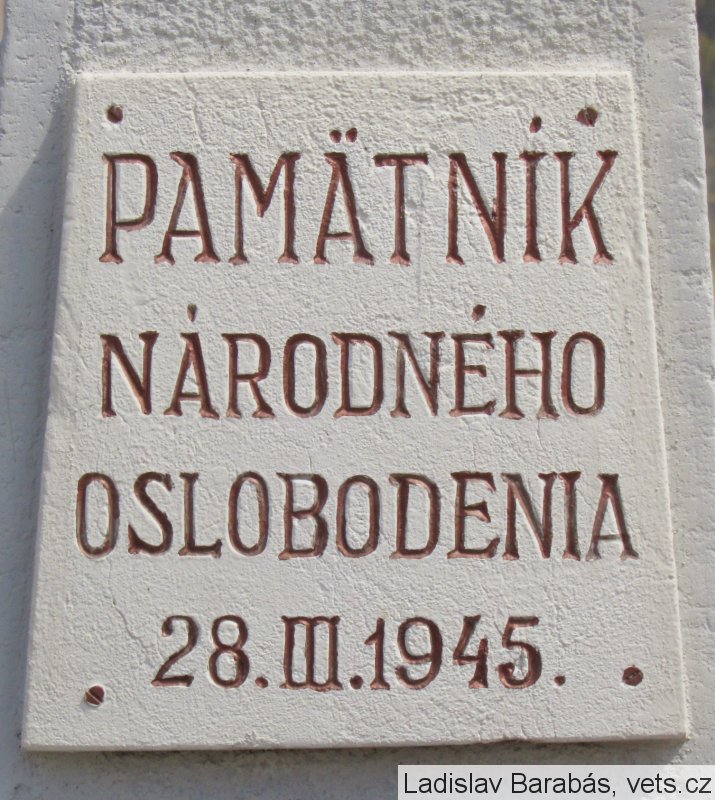 PAMÄTNÍK
NÁRODNÉHO
OSLOBODENIA
28.III.1945.
Ladislav Barabás, vets.cz